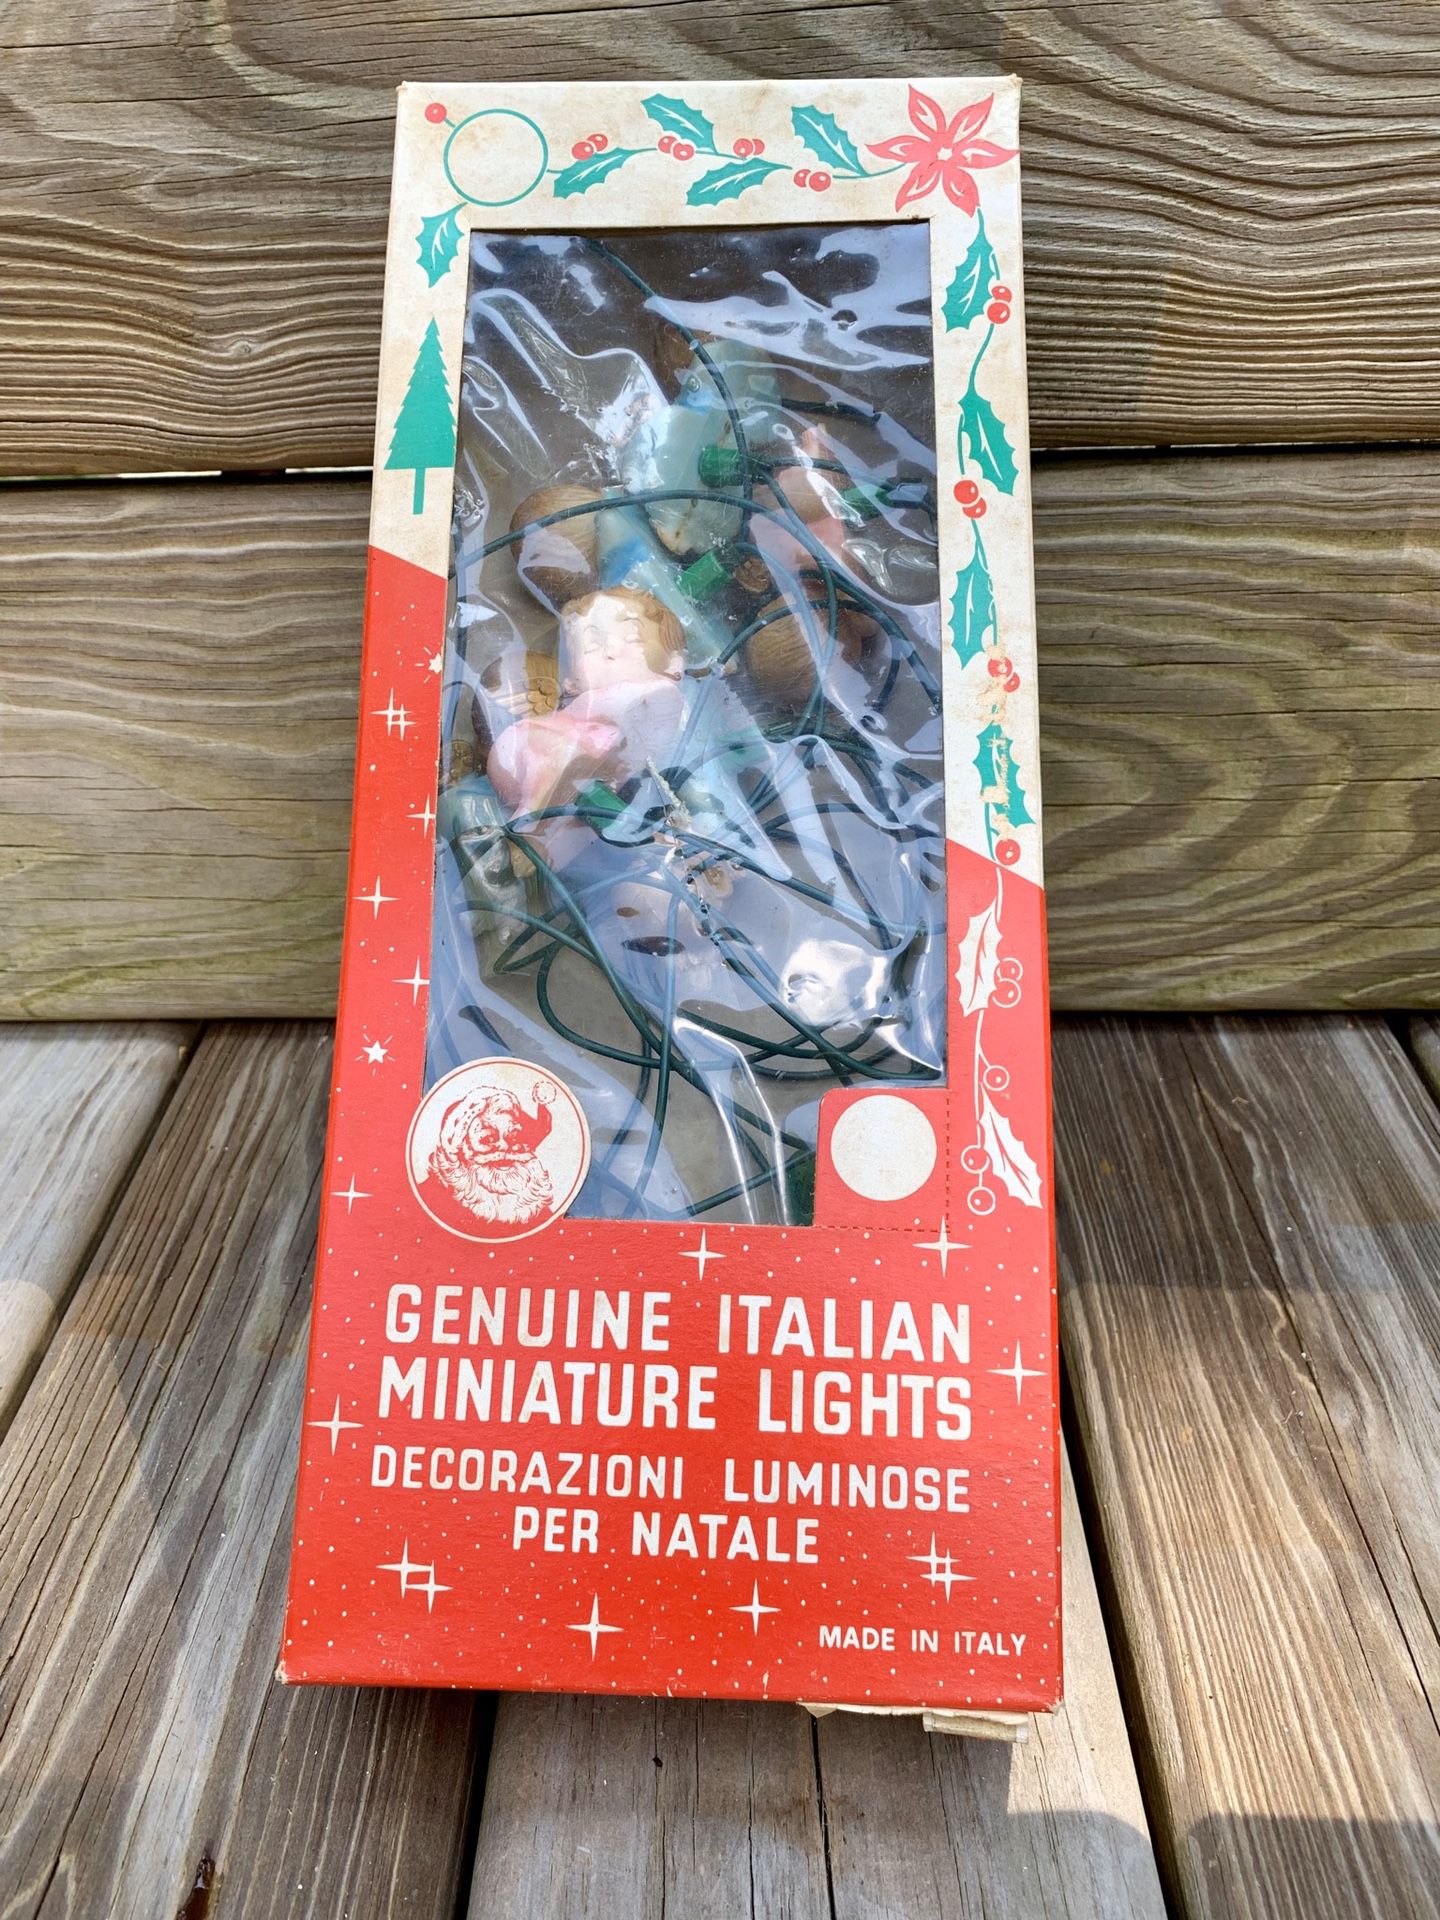 GENUINE ITALIAN
MINIATURE LIGHTS
DECORAZIONI LUMINOSE
PER NATALE
MADE IN ITALY